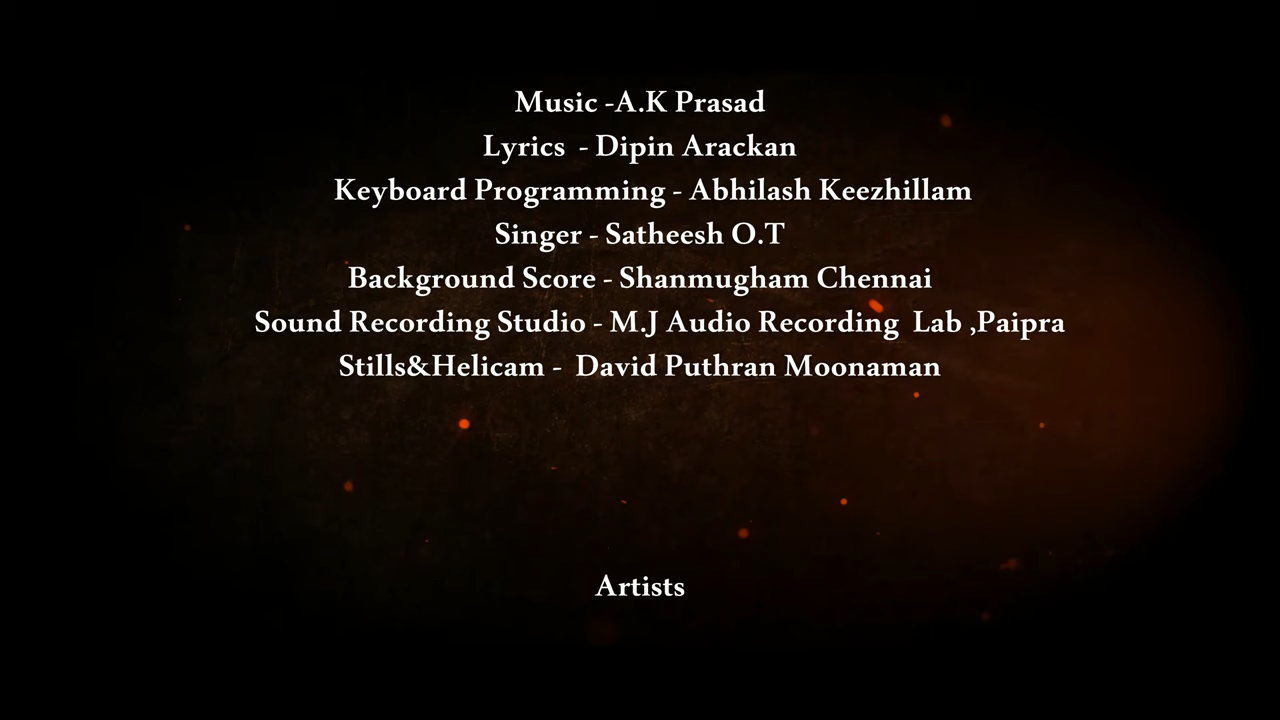 Music -A.K Prasad
Lyrics  - Dipin Arackan
Keyboard Programming - Abhilash Keezhillam
Singer - Satheesh O.T
Background Score - Shanmugham Chennai
Sound Recording Studio - M.J Audio Recording  Lab ,Paipra
Stills&Helicam -  David Puthran Moonaman
Artists